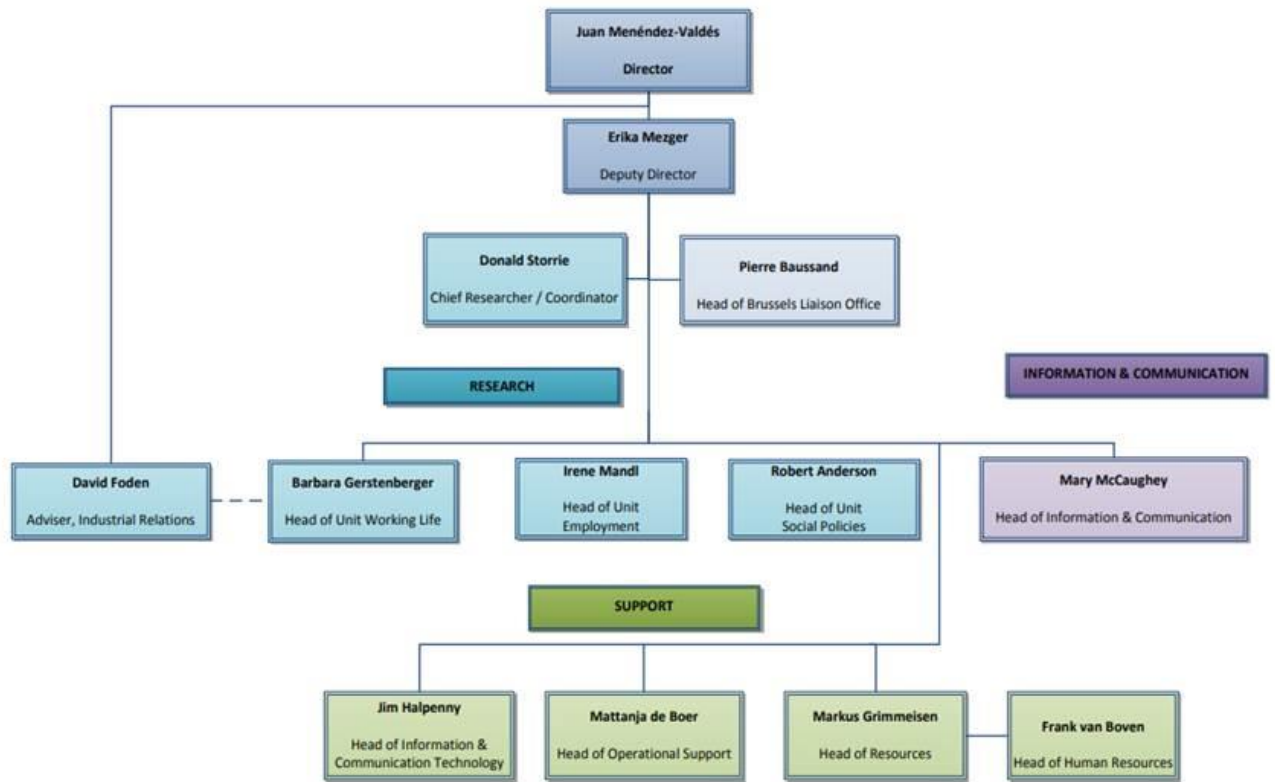 Juan Menéndez-Valdés
Director
Erika Mezger
Deputy Director
Donald Storrie
Chief Researcher / Coordinator
Pierre Baussand
Head of Brussels Liaison Office
RESEARCH
INFORMATION & COMMUNICATION
David Foden
Adviser, Industrial Relations
Barbara Gerstenberger
Head of Unit Working Life
Irene Mandl
Head of Unit
Employment
Robert Anderson
Head of Unit
Social Policies
Mary McCaughey
Head of Information & Communication
SUPPORT
Jim Halpenny
Head of Information &
Communication Technology
Mattanja de Boer
Head of Operational Support
Markus Grimmeisen
Head of Resources
Frank van Boven
Head of Human Resources